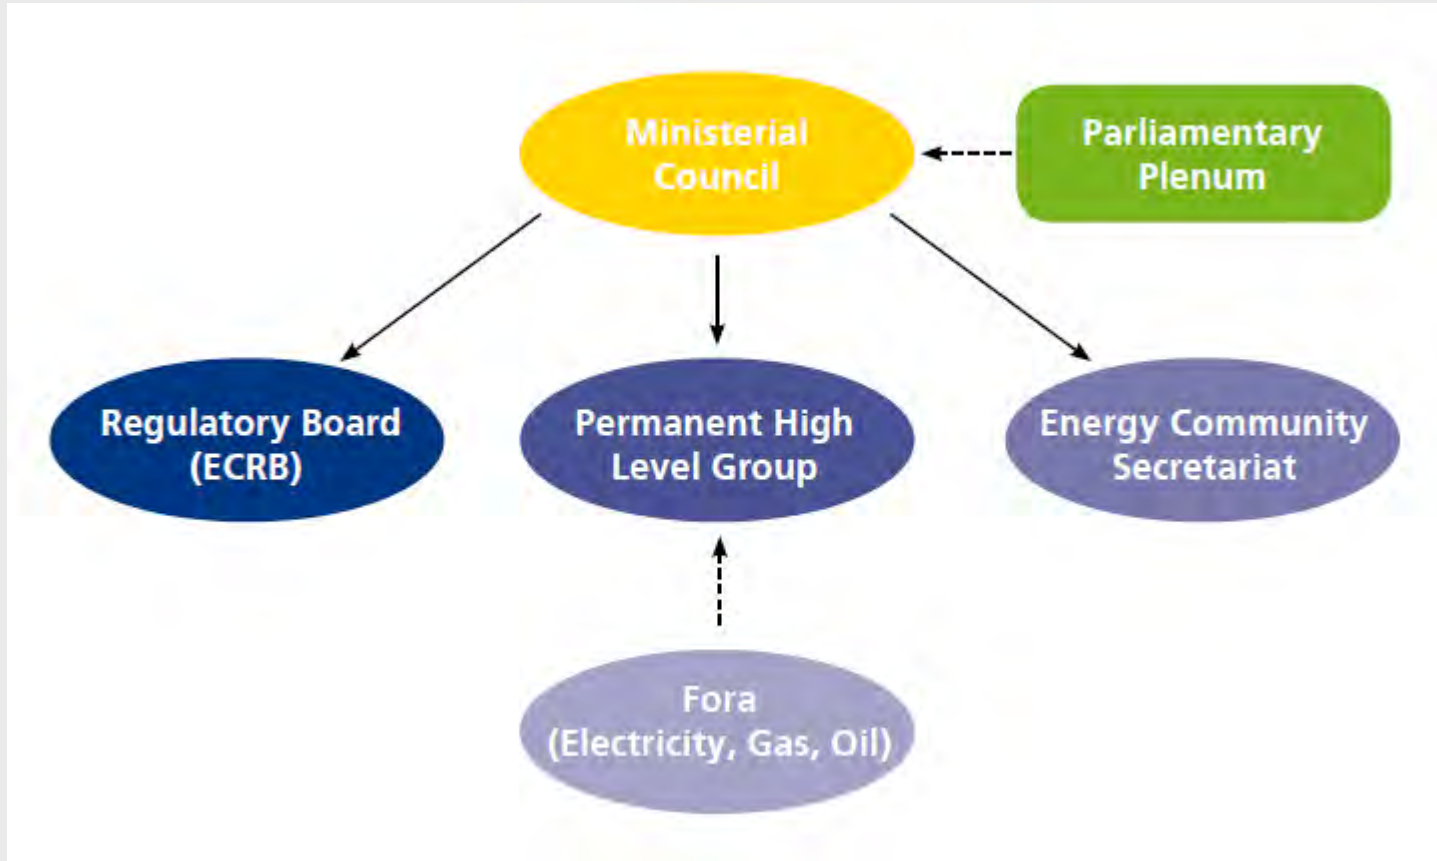 Ministerial
Council
Parliamentary
Plenum
Regulatory Board
(ECRB)
Permanent High
Level Group
Energy Community
Secretariat
Fora
(Electricity, Gas, Oil)